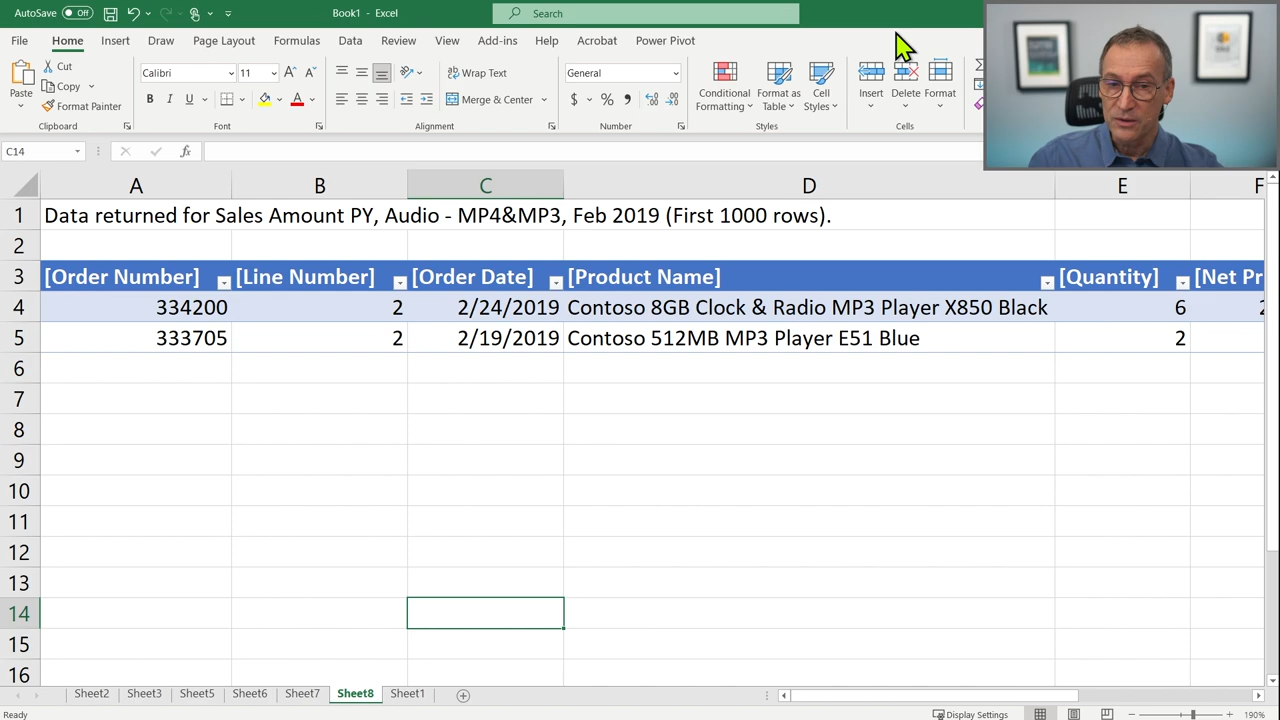 AutoSave Off Book1 - Excel Search
File Home Insert Draw Page Layout Formulas Data Review View Add-ins Help Acrobat Power Pivot
Paste Cut Copy Format Painter
Calibri 11
B I U
Wrap Text
Merge & Center
General
$ % ,
Conditional Formatting
Format as Table
Cell Styles
Insert Delete Format
Clipboard Font Alignment Number Styles Cells
C14 fx
A B C D E F
1 Data returned for Sales Amount PY, Audio - MP4&MP3, Feb 2019 (First 1000 rows).
2
3 [Order Number] [Line Number] [Order Date] [Product Name] [Quantity] [Net Pr
4 334200 2 2/24/2019 Contoso 8GB Clock & Radio MP3 Player X850 Black 6
5 333705 2 2/19/2019 Contoso 512MB MP3 Player E51 Blue 2
6
7
8
9
10
11
12
13
14
15
16
Sheet2 Sheet3 Sheet5 Sheet6 Sheet7 Sheet8 Sheet1
Ready Display Settings 190%